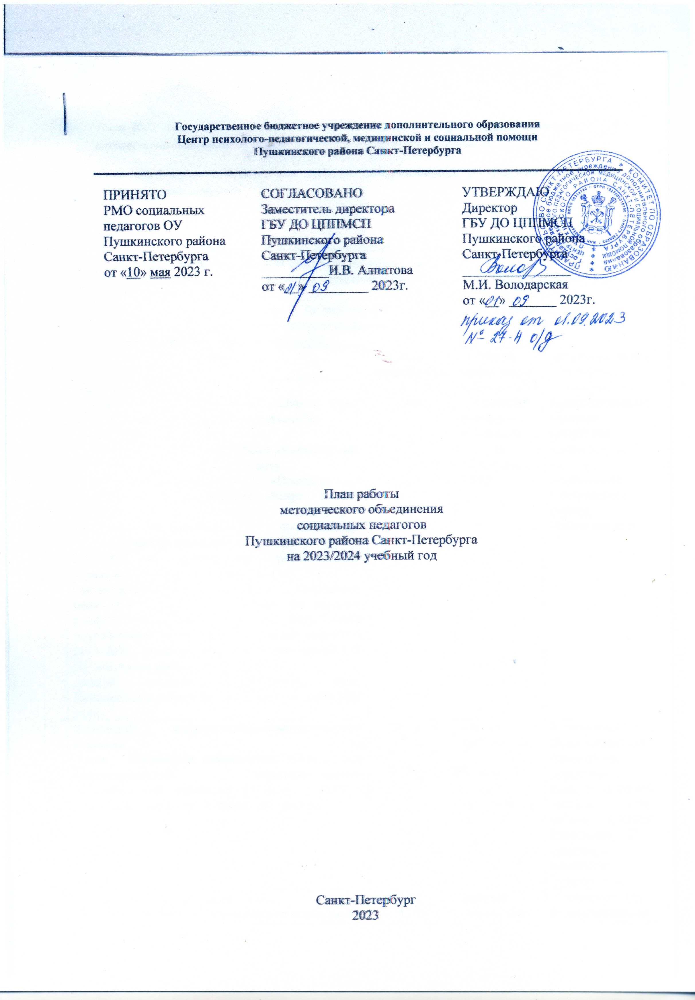 Государственное бюджетное учреждение дополнительного образования
Центр психолого-педагогической, медицинской и социальной помощи
Пушкинского района Санкт-Петербурга
ПРИНЯТО
РМО социальных
педагогов ОУ
Пушкинского района
Санкт-Петербурга
от «10» мая 2023 г.
СОГЛАСОВАНО
Заместитель директора
ГБУ ДО ЦППМСП
Пушкинского района
Санкт-Петербурга
__________И.В. Алпатова
от «01» 09 _________ 2023г.
УТВЕРЖДАЮ
Директор
ГБУ ДО ЦППМСП
Пушкинского района
Санкт-Петербурга
________________
М.И. Володарская
от «01» 09 _______ 2023г.
приказ от 01.09.2023
№ 27-Н о/д
ПРАВИТЕЛЬСТВО САНКТ-ПЕТЕРБУРГА * КОМИТЕТ ПО ОБРАЗОВАНИЮ
Государственное бюджетное учреждение дополнительного образования
ЦЕНТР ПСИХОЛОГО-ПЕДАГОГИЧЕСКОЙ МЕДИЦИНСКОЙ И СОЦИАЛЬНОЙ ПОМОЩИ
ПУШКИНСКОГО РАЙОНА САНКТ-ПЕТЕРБУРГА
План работы
методического объединения
социальных педагогов
Пушкинского района Санкт-Петербурга
на 2023/2024 учебный год
Санкт-Петербург
2023